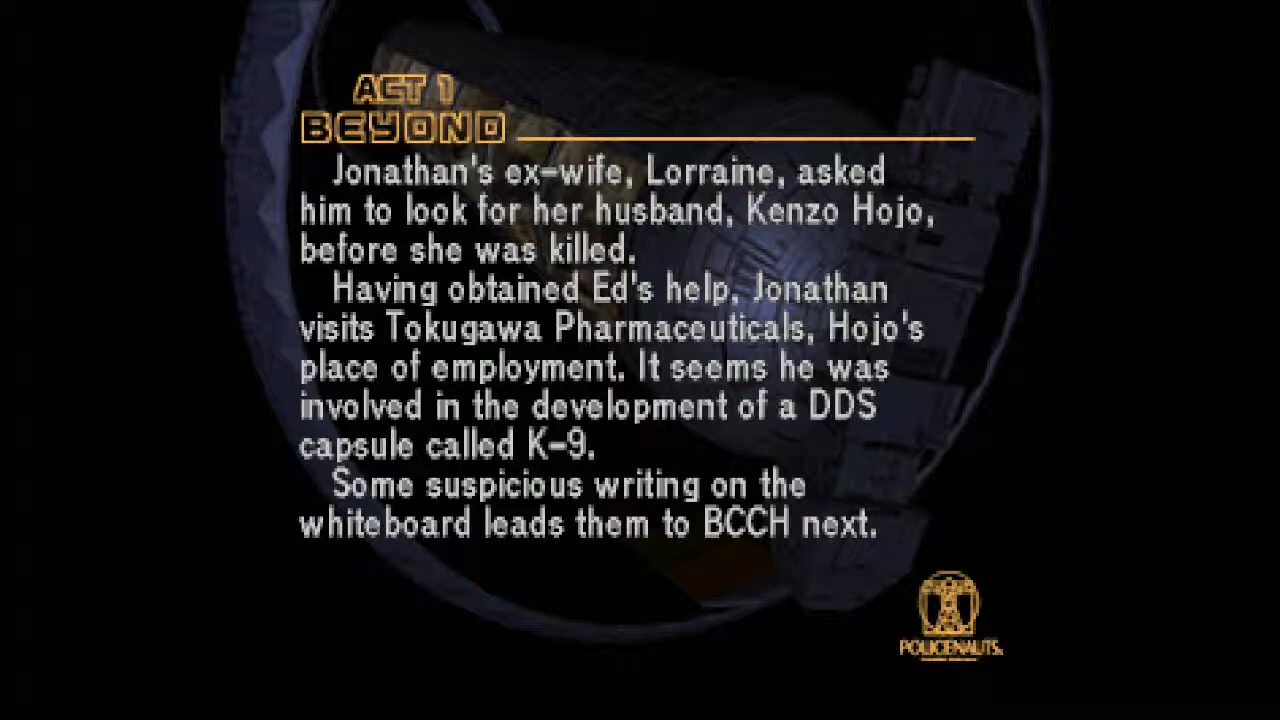 ACT 1
BEYOND
Jonathan's ex-wife, Lorraine, asked
him to look for her husband, Kenzo Hojo,
before she was killed.
Having obtained Ed's help, Jonathan
visits Tokugawa Pharmaceuticals, Hojo's
place of employment. It seems he was
involved in the development of a DDS
capsule called K-9.
Some suspicious writing on the
whiteboard leads them to BCCH next.
POLICENAUTS.